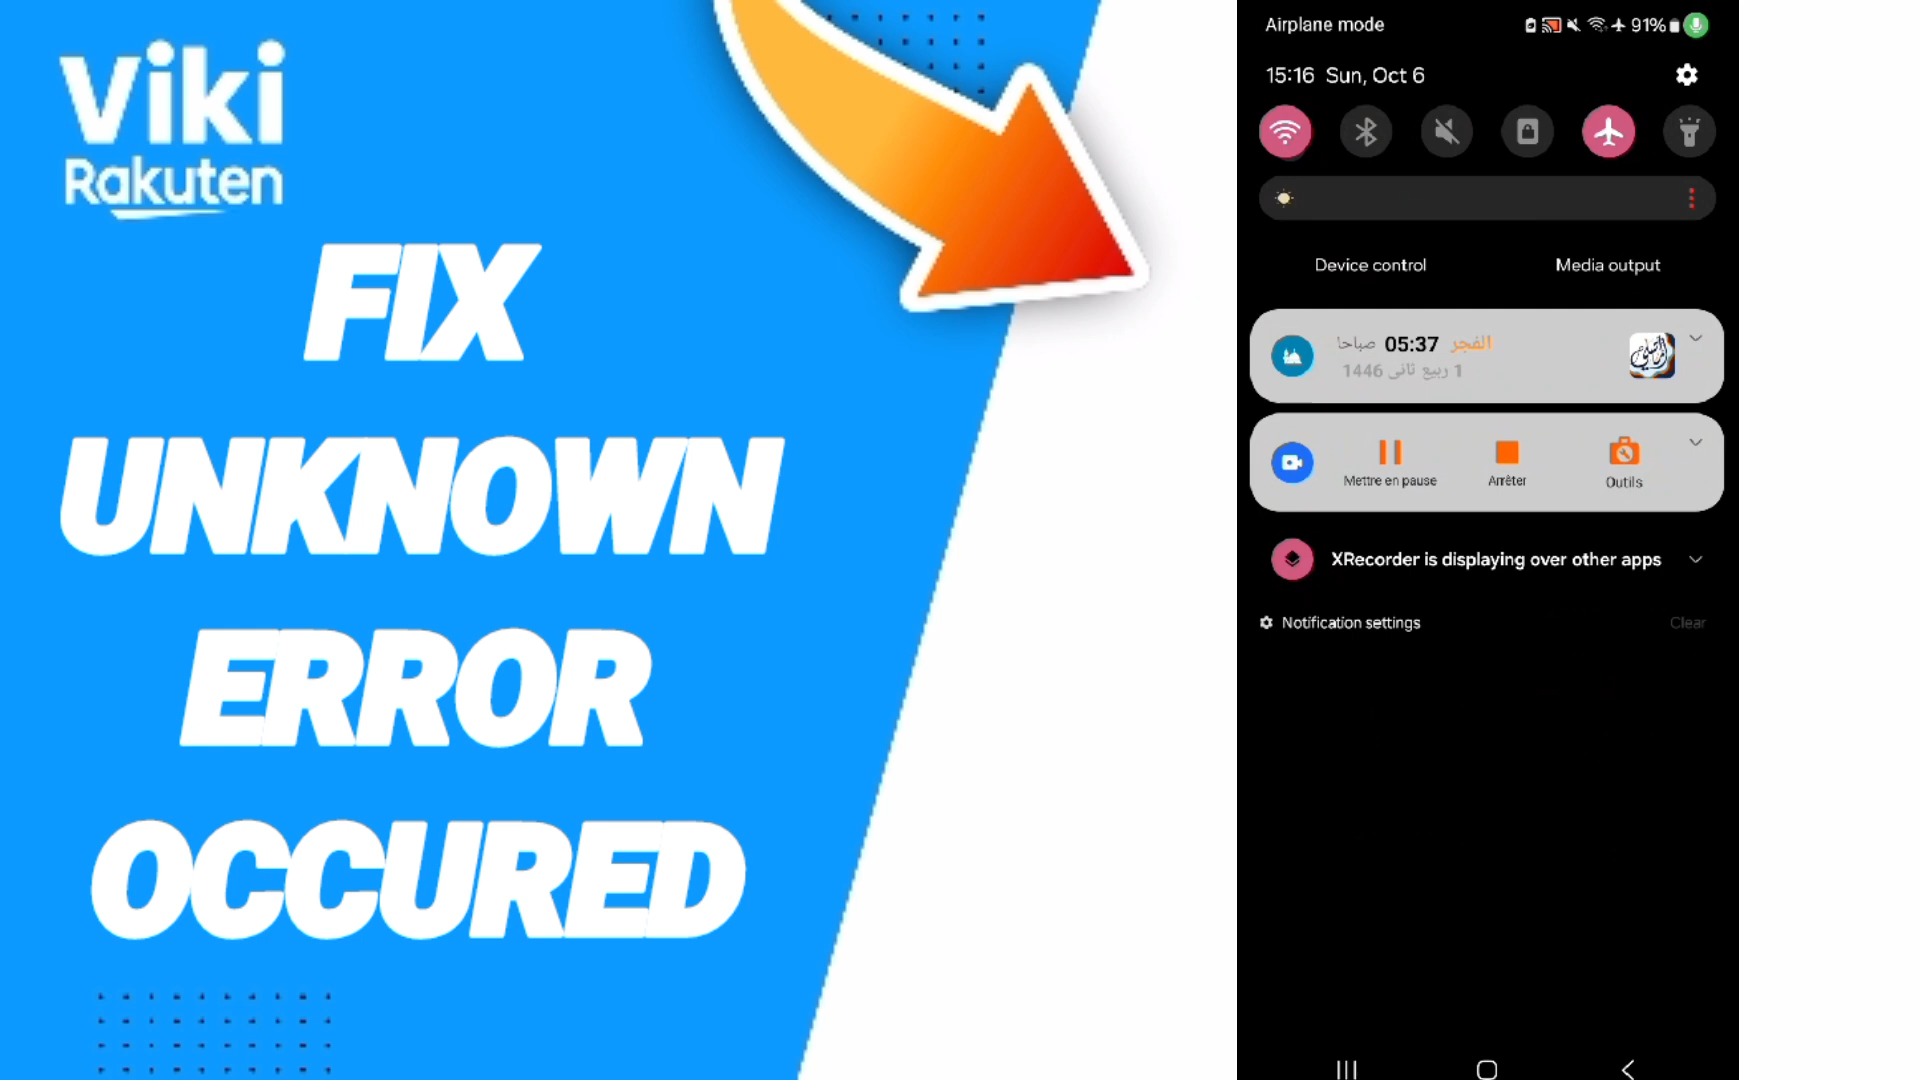 Viki
Rakuten
FIX
UNKNOWN
ERROR
OCCURED
Airplane mode
91%
15:16 Sun, Oct 6
Device control
Media output
الفجر 05:37 صباحا
1 ربيع ثاني 1446
Mettre en pause
Arrêter
Outils
XRecorder is displaying over other apps
Notification settings
Clear